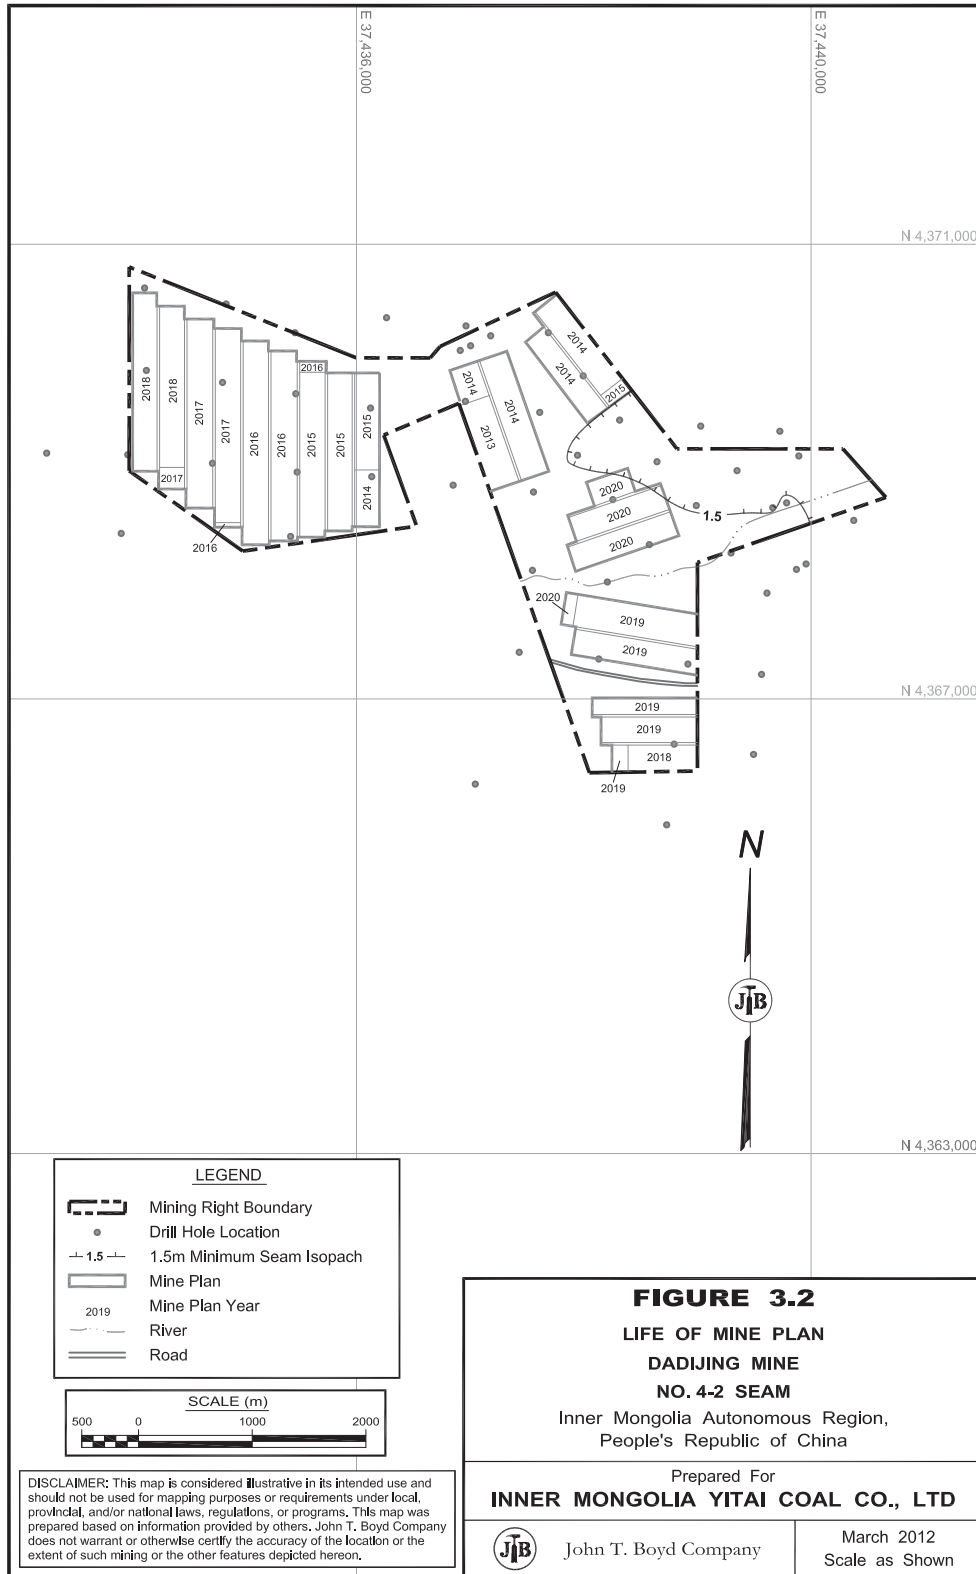 E 37,436,000
E 37,440,000
N 4,371,000
2014
2014
2015
2016
2014
2014
2013
2018
2018
2017
2017
2016
2016
2015
2015
2015
2014
2017
2016
2020
2020
2020
1.5
2020
2019
2019
N 4,367,000
2019
2019
2018
2019
N
JTB
N 4,363,000
LEGEND
Mining Right Boundary
Drill Hole Location
1.5 1.5m Minimum Seam Isopach
Mine Plan
2019 Mine Plan Year
River
Road
SCALE (m)
500 0 1000 2000
DISCLAIMER: This map is considered illustrative in its intended use and
should not be used for mapping purposes or requirements under local,
provincial, and/or national laws, regulations, or programs. This map was
prepared based on information provided by others. John T. Boyd Company
does not warrant or otherwise certify the accuracy of the location or the
extent of such mining or the other features depicted hereon.
FIGURE 3.2
LIFE OF MINE PLAN
DADIJING MINE
NO. 4-2 SEAM
Inner Mongolia Autonomous Region,
People's Republic of China
Prepared For
INNER MONGOLIA YITAI COAL CO., LTD
JTB John T. Boyd Company
March 2012
Scale as Shown